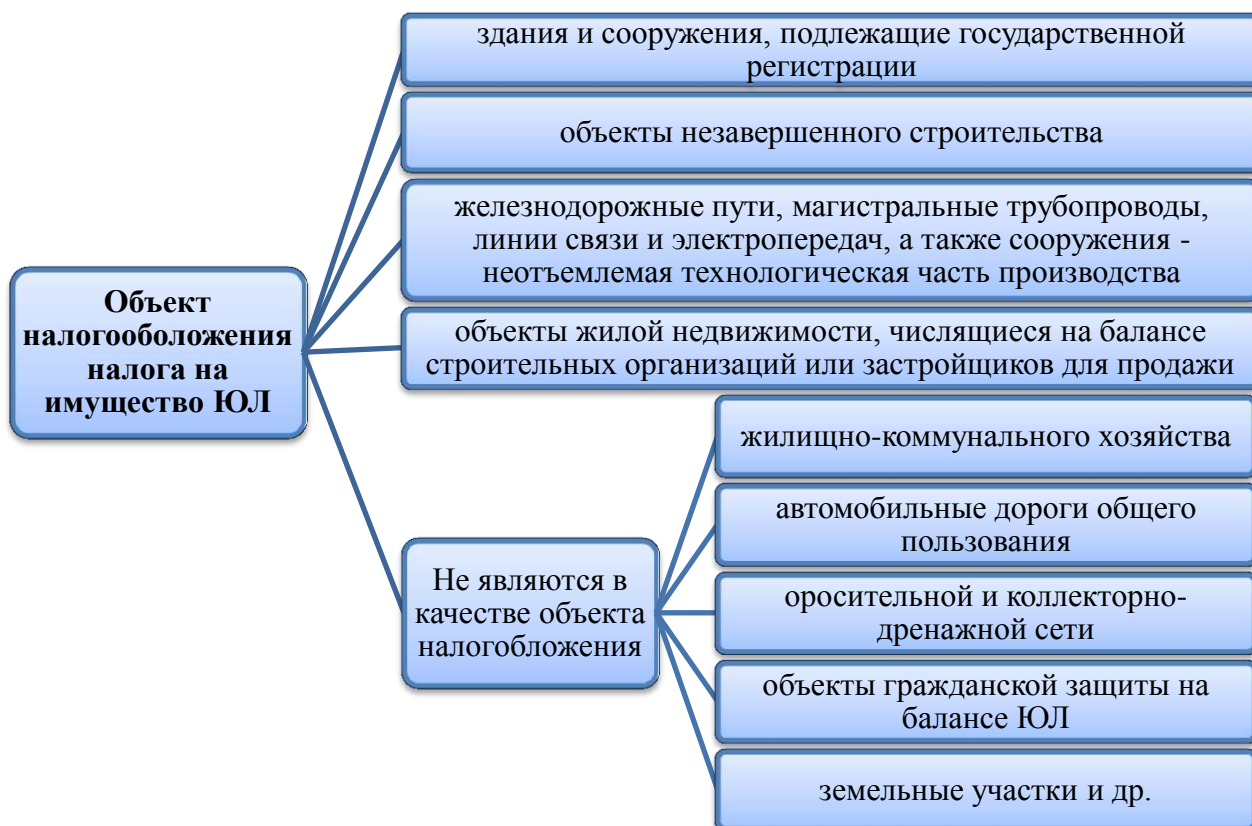 здания и сооружения, подлежащие государственной
регистрации
объекты незавершенного строительства
железнодорожные пути, магистральные трубопроводы,
линии связи и электропередач, а также сооружения -
неотъемлемая технологическая часть производства
Объект
налогооболожения
налога на
имущество ЮЛ
объекты жилой недвижимости, числящиеся на балансе
строительных организаций или застройщиков для продажи
Не являются в
качестве объекта
налогобложения
жилищно-коммунального хозяйства
автомобильные дороги общего
пользования
оросительной и коллекторно-
дренажной сети
объекты гражданской защиты на
балансе ЮЛ
земельные участки и др.